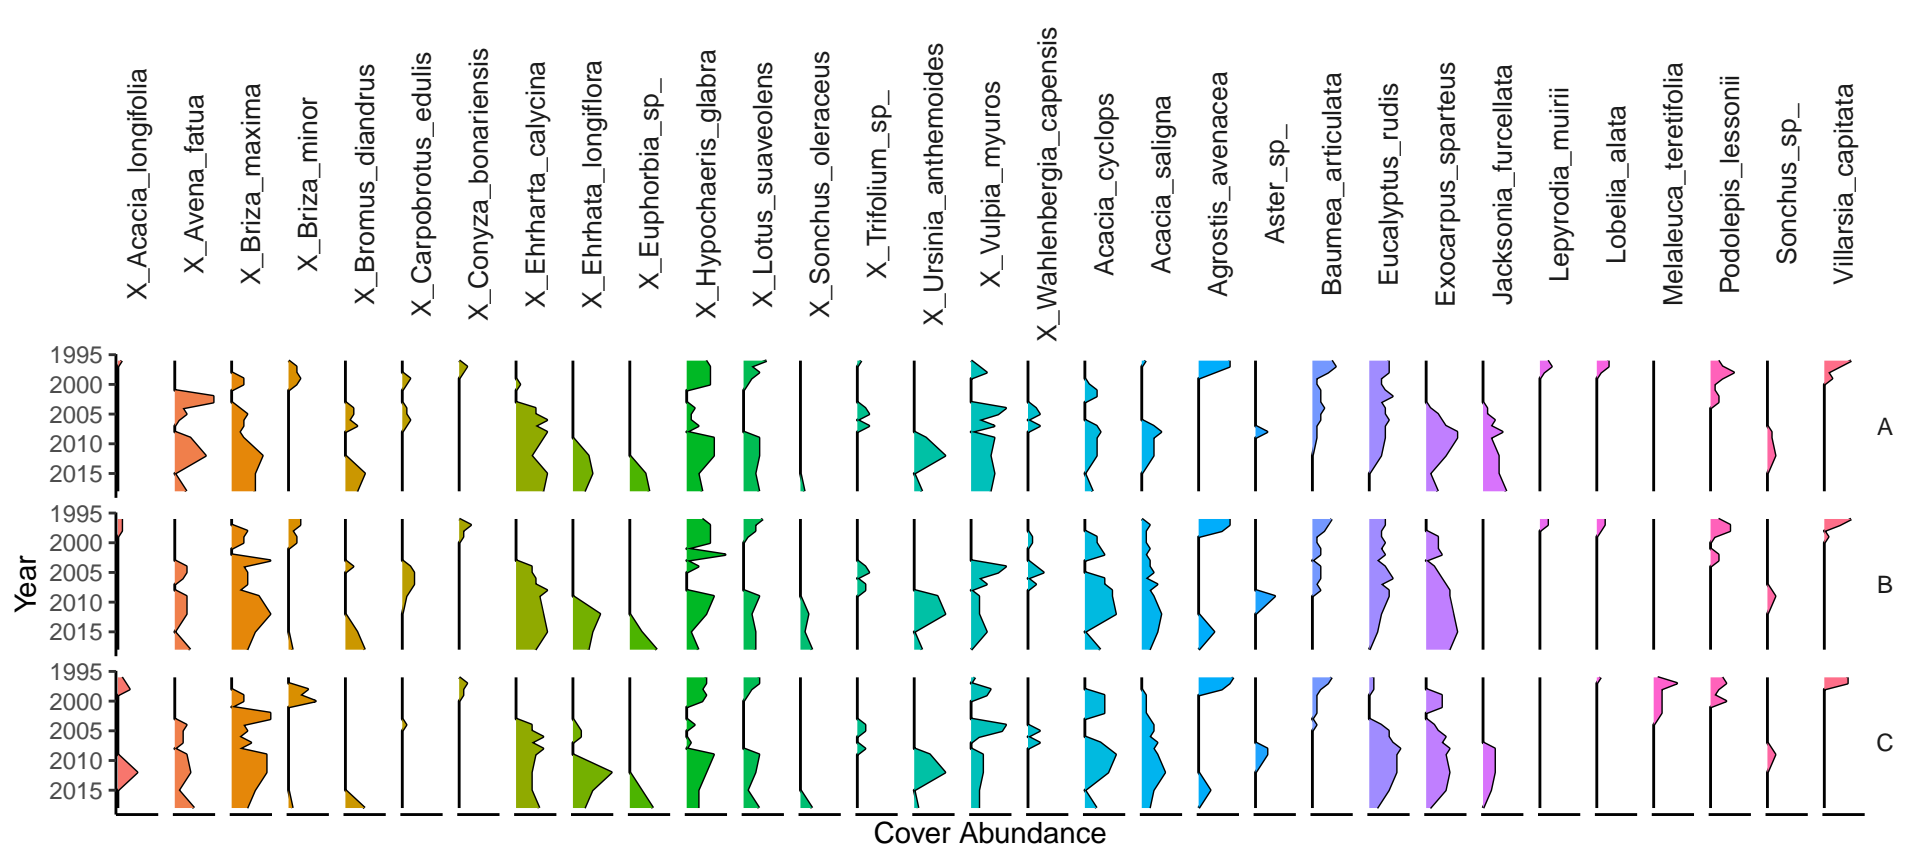 X_Acacia_longifolia
X_Avena_fatua
X_Briza_maxima
X_Briza_minor
X_Bromus_diandrus
X_Carpobrotus_edulis
X_Conyza_bonariensis
X_Ehrharta_calycina
X_Ehrhata_longiflora
X_Euphorbia_sp_
X_Hypochaeris_glabra
X_Lotus_suaveolens
X_Sonchus_oleraceus
X_Trifolium_sp_
X_Ursinia_anthemoides
X_Vulpia_myuros
X_Wahlenbergia_capensis
Acacia_cyclops
Acacia_saligna
Agrostis_avenacea
Aster_sp_
Baumea_articulata
Eucalyptus_rudis
Exocarpus_sparteus
Jacksonia_furcellata
Lepyrodia_muirii
Lobelia_alata
Melaleuca_teretifolia
Podolepis_lessonii
Sonchus_sp_
Villarsia_capitata
1995
2000
2005
2010
2015
A
1995
2000
2005
2010
2015
B
1995
2000
2005
2010
2015
C
Year
Cover Abundance